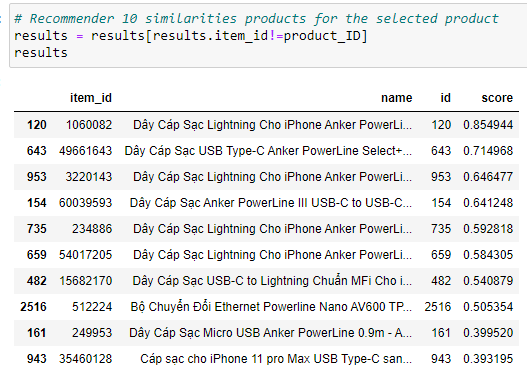 # Recommender 10 similarities products for the selected product
results = results[results.item_id!=product_ID]
results
item_id name id score
120 1060082 Dây Cáp Sạc Lightning Cho iPhone Anker PowerLi... 120 0.854944
643 49661643 Dây Cáp Sạc USB Type-C Anker PowerLine Select+... 643 0.714968
953 3220143 Dây Cáp Sạc Lightning Cho iPhone Anker PowerLi... 953 0.646477
154 60039593 Dây Cáp Sạc Anker PowerLine III USB-C to USB-C... 154 0.641248
735 234886 Dây Cáp Sạc Lightning Cho iPhone Anker PowerLi... 735 0.592818
659 54017205 Dây Cáp Sạc Lightning Cho iPhone Anker PowerLi... 659 0.584305
482 15682170 Dây Cáp Sạc USB-C to Lightning Chuẩn MFi Cho i... 482 0.540879
2516 512224 Bộ Chuyển Đổi Ethernet Powerline Nano AV600 TP... 2516 0.505354
161 249953 Dây Cáp Sạc Micro USB Anker PowerLine 0.9m - A... 161 0.399520
943 35460128 Cáp sạc cho iPhone 11 pro Max USB Type-C san... 943 0.393195